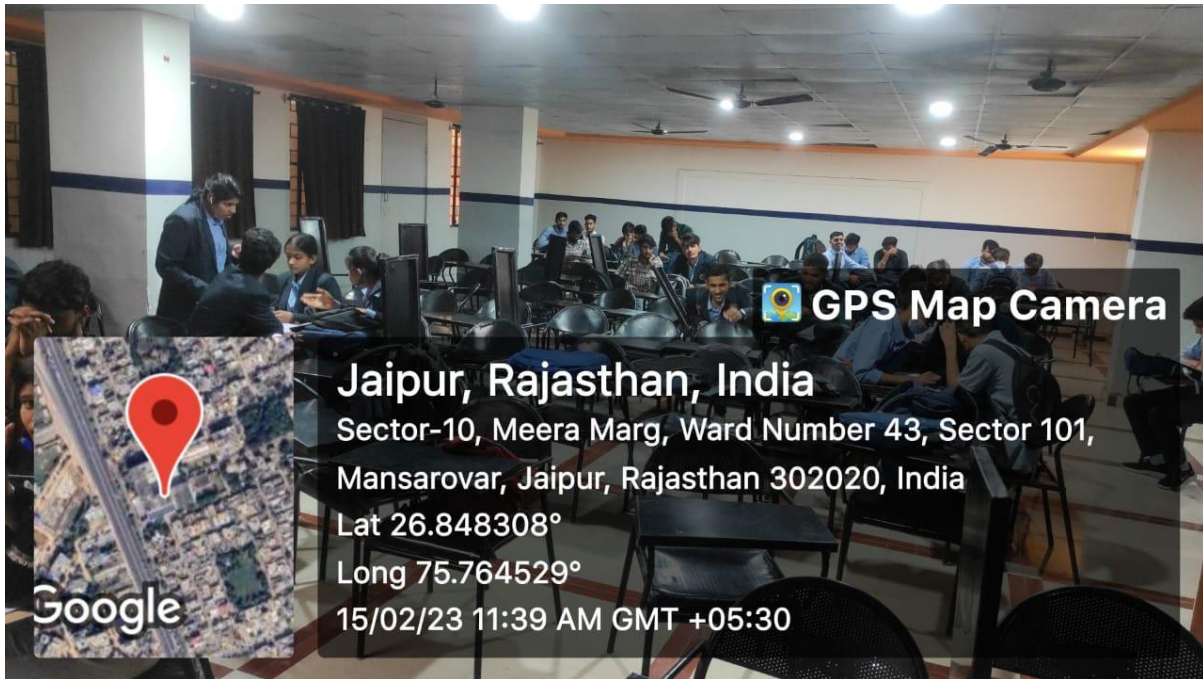 GPS Map Camera
Jaipur, Rajasthan, India
Sector-10, Meera Marg, Ward Number 43, Sector 101,
Mansarovar, Jaipur, Rajasthan 302020, India
Lat 26.848308°
Long 75.764529°
15/02/23 11:39 AM GMT +05:30
Google